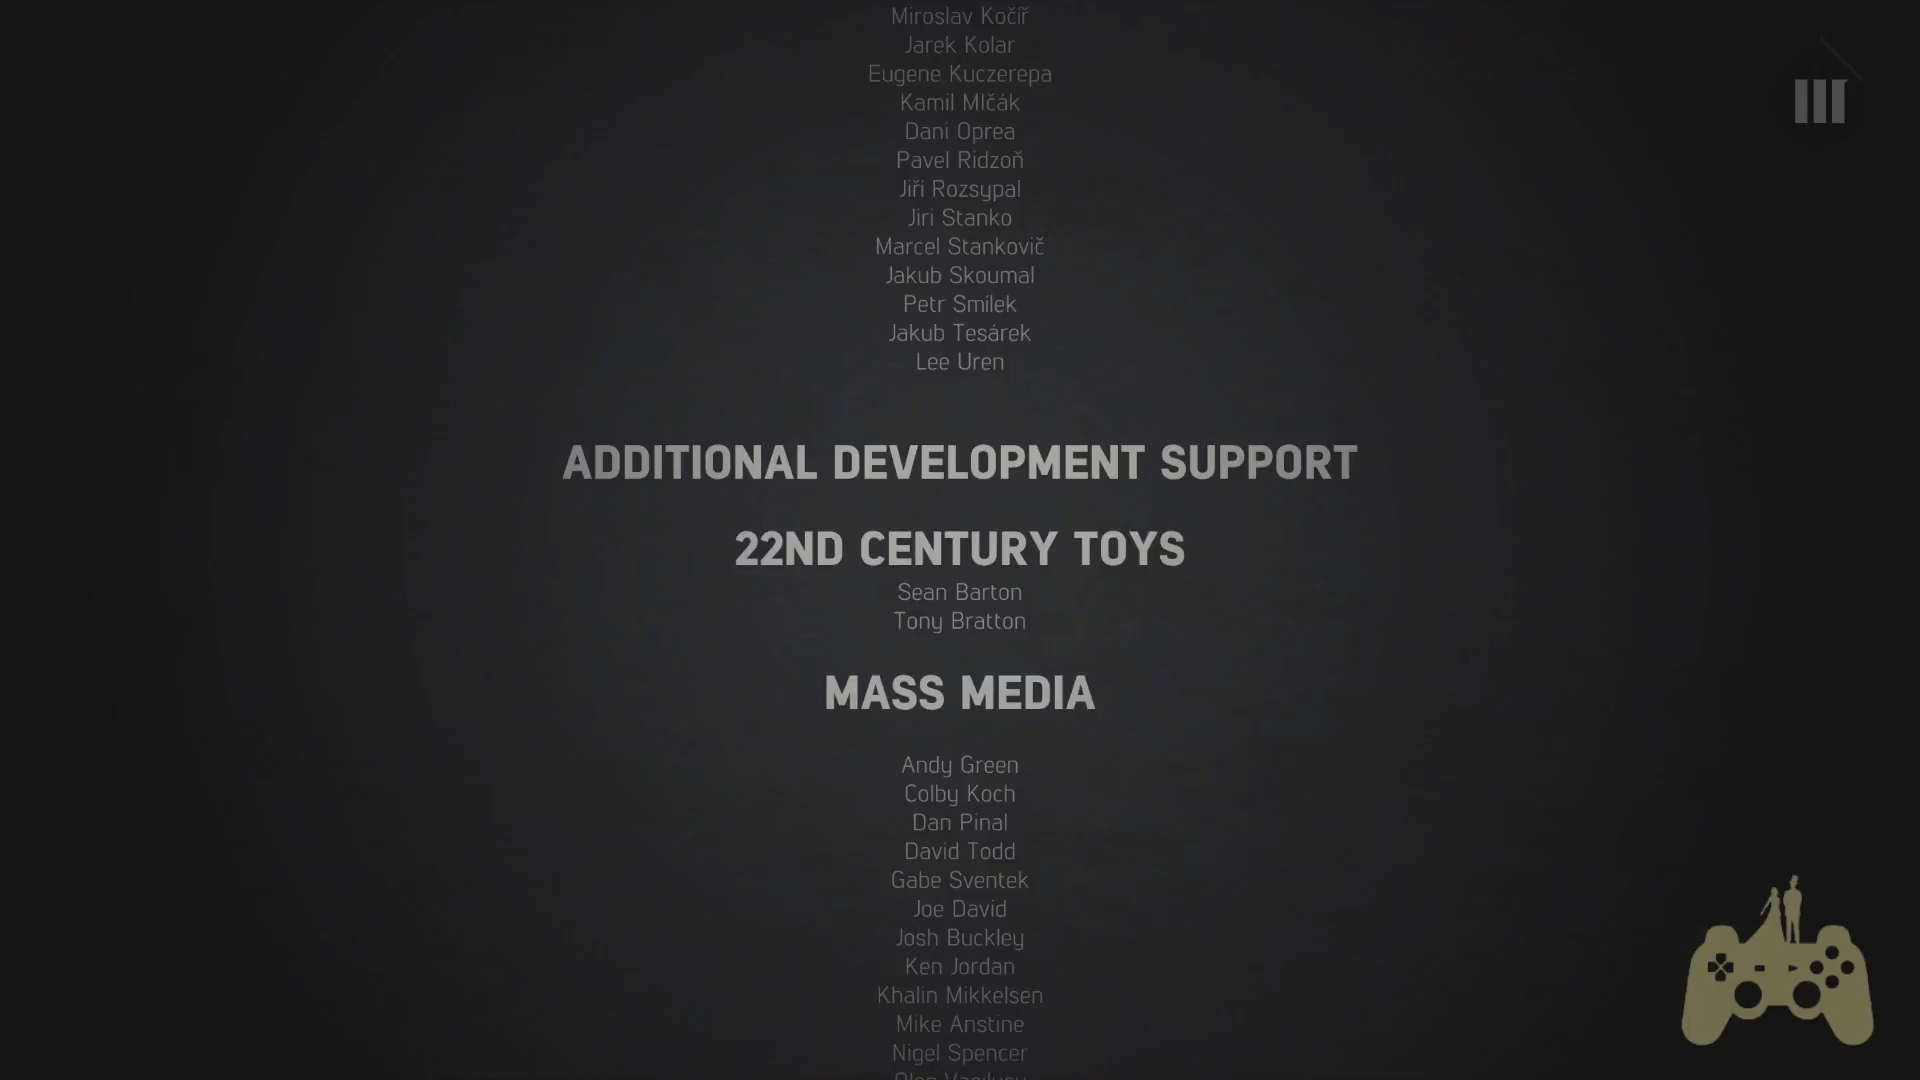 Miroslav Kočíř
Jarek Kolar
Eugene Kuczerepa
Kamil Mlčák
Dani Oprea
Pavel Ridzoň
Jiří Rozsypal
Jiri Stanko
Marcel Stankovič
Jakub Skoumal
Petr Smílek
Jakub Tesárek
Lee Uren
ADDITIONAL DEVELOPMENT SUPPORT
22ND CENTURY TOYS
Sean Barton
Tony Bratton
MASS MEDIA
Andy Green
Colby Koch
Dan Pinal
David Todd
Gabe Sventek
Joe David
Josh Buckley
Ken Jordan
Khalin Mikkelsen
Mike Anstine
Nigel Spencer